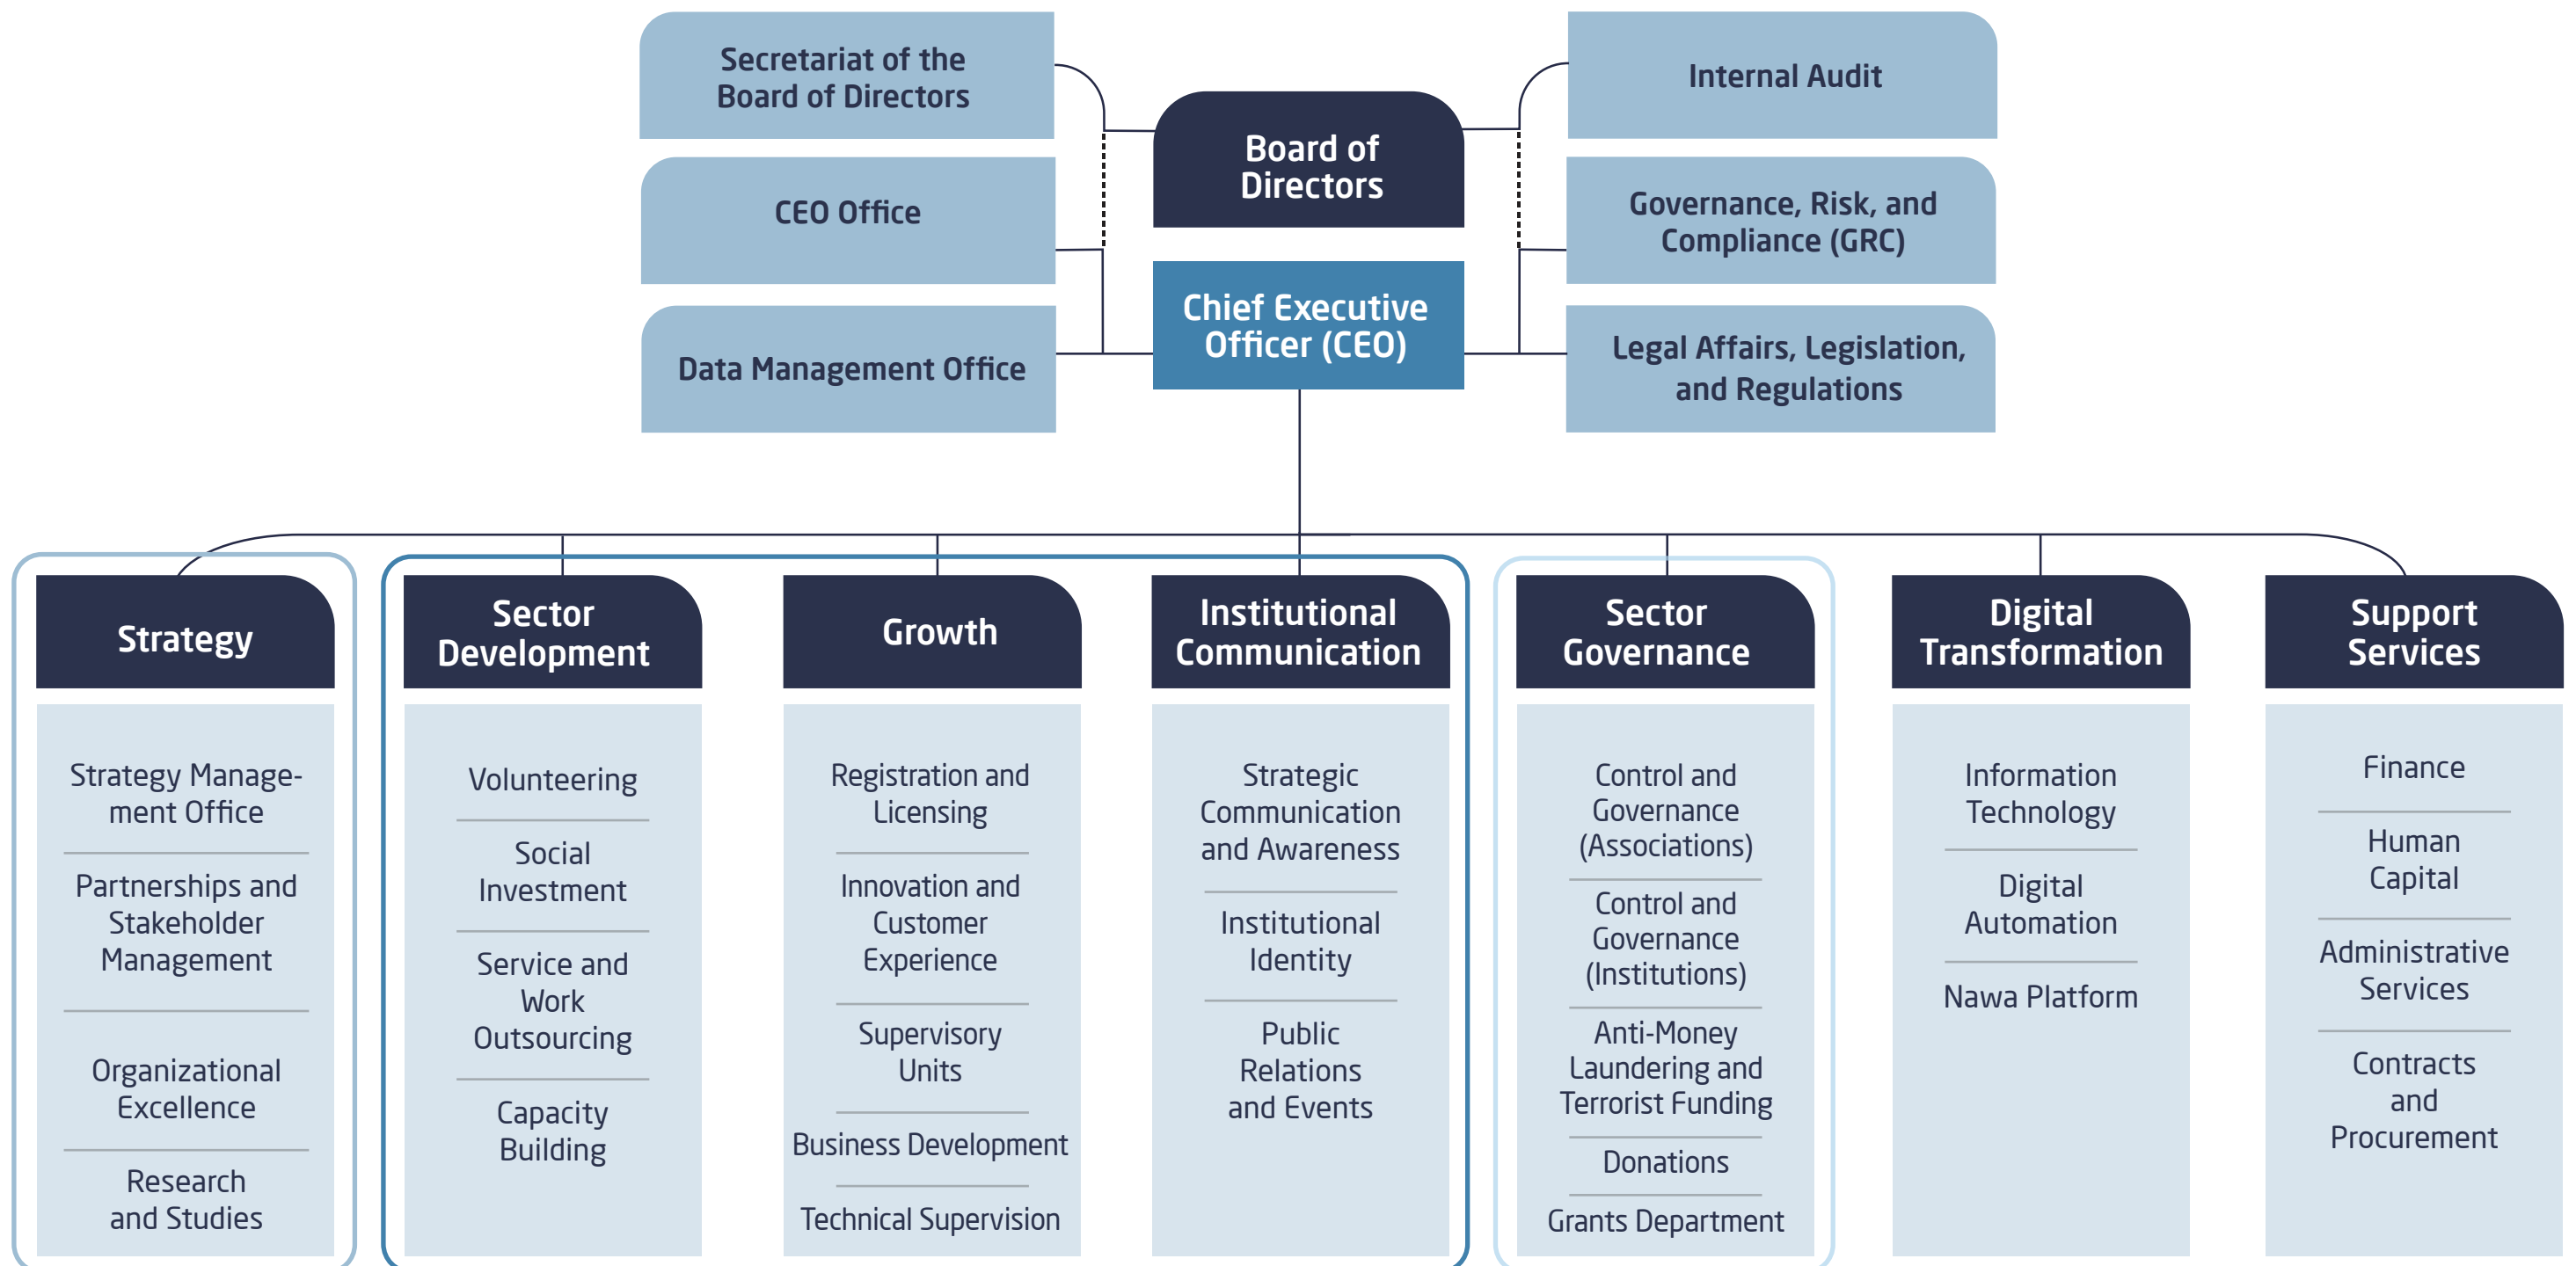 Secretariat of the
Board of Directors
Internal Audit
Board of
Directors
CEO Office
Governance, Risk, and
Compliance (GRC)
Chief Executive
Officer (CEO)
Data Management Office
Legal Affairs, Legislation,
and Regulations
Strategy
Strategy Manage-
ment Office
Partnerships and
Stakeholder
Management
Organizational
Excellence
Research
and Studies
Sector
Development
Volunteering
Social
Investment
Service and
Work
Outsourcing
Capacity
Building
Growth
Registration and
Licensing
Innovation and
Customer
Experience
Supervisory
Units
Business Development
Technical Supervision
Institutional
Communication
Strategic
Communication
and Awareness
Institutional
Identity
Public
Relations
and Events
Sector
Governance
Control and
Governance
(Associations)
Control and
Governance
(Institutions)
Anti-Money
Laundering and
Terrorist Funding
Donations
Grants Department
Digital
Transformation
Information
Technology
Digital
Automation
Nawa Platform
Support
Services
Finance
Human
Capital
Administrative
Services
Contracts
and
Procurement